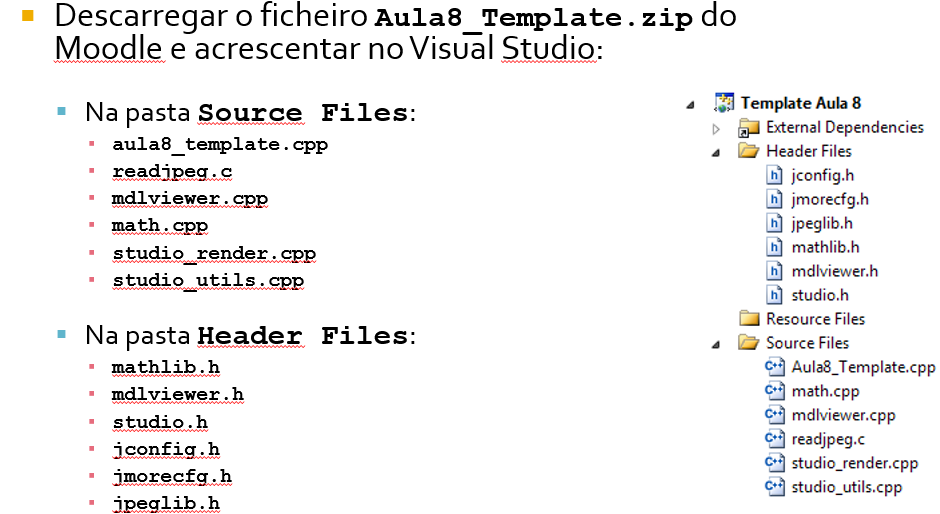 Descarregar o ficheiro Aula8_Template.zip do
Moodle e acrescentar no Visual Studio:
Na pasta Source Files:
aula8_template.cpp
readjpeg.c
mdlviewer.cpp
math.cpp
studio_render.cpp
studio_utils.cpp
Na pasta Header Files:
mathlib.h
mdlviewer.h
studio.h
jconfig.h
jmorecfg.h
jpeglib.h
Template Aula 8
External Dependencies
Header Files
jconfig.h
jmorecfg.h
jpeglib.h
mathlib.h
mdlviewer.h
studio.h
Resource Files
Source Files
Aula8_Template.cpp
math.cpp
mdlviewer.cpp
readjpeg.c
studio_render.cpp
studio_utils.cpp